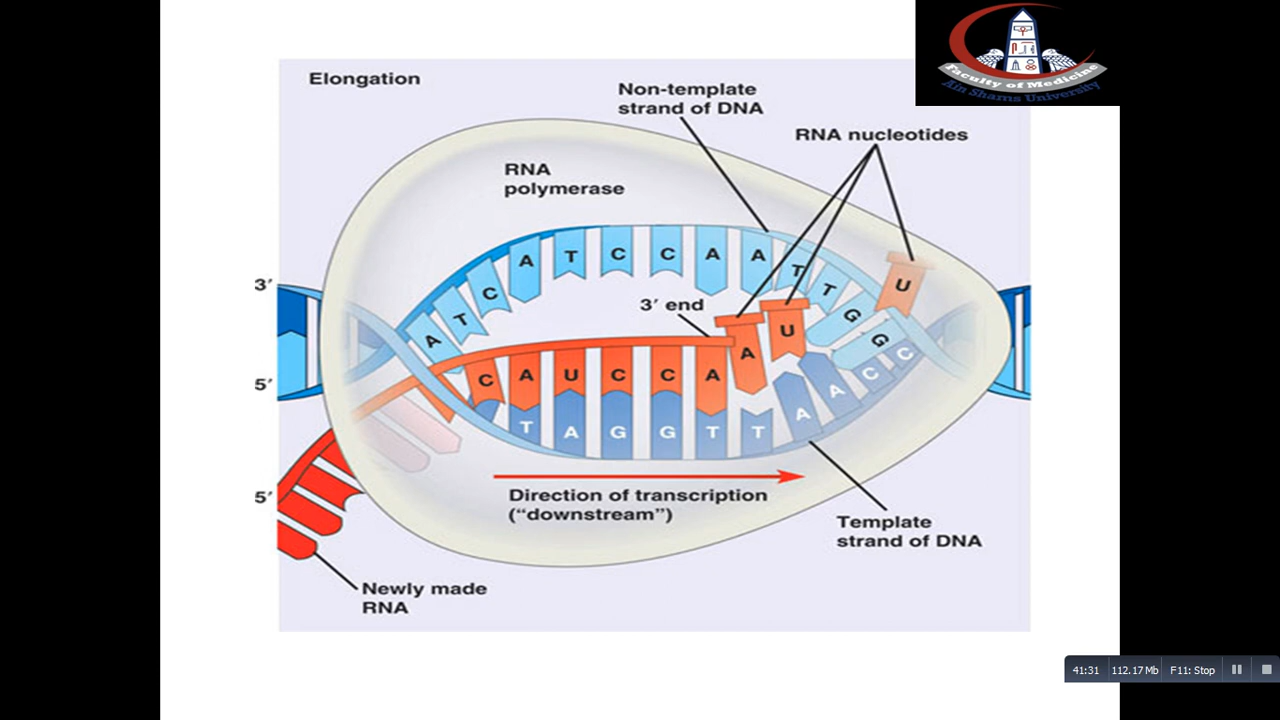 Faculty of Medicine
Ain Shams University
Elongation
Non-template
strand of DNA
RNA nucleotides
RNA
polymerase
A T C A T C C A A T T G G
U
3′
3′ end
A U
C A U C C A
5′
T A G G T T A A C C
5′
Direction of transcription
("downstream")
Template
strand of DNA
Newly made
RNA
41:31 112.17 Mb F11: Stop